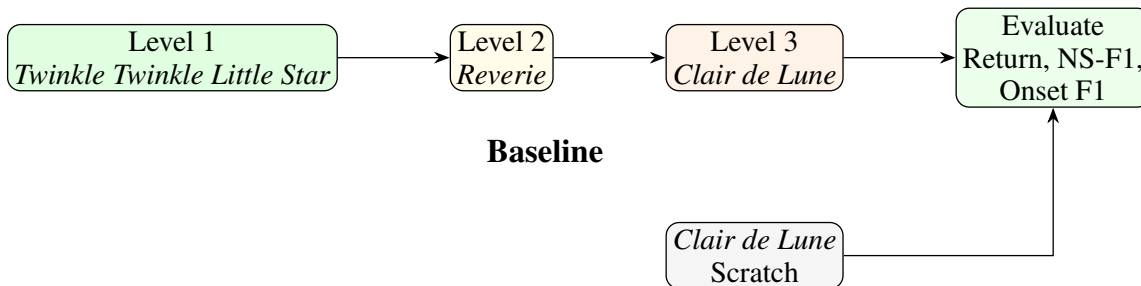 Level 1
Twinkle Twinkle Little Star
Level 2
Reverie
Level 3
Clair de Lune
Evaluate
Return, NS-F1,
Onset F1
Baseline
Clair de Lune
Scratch